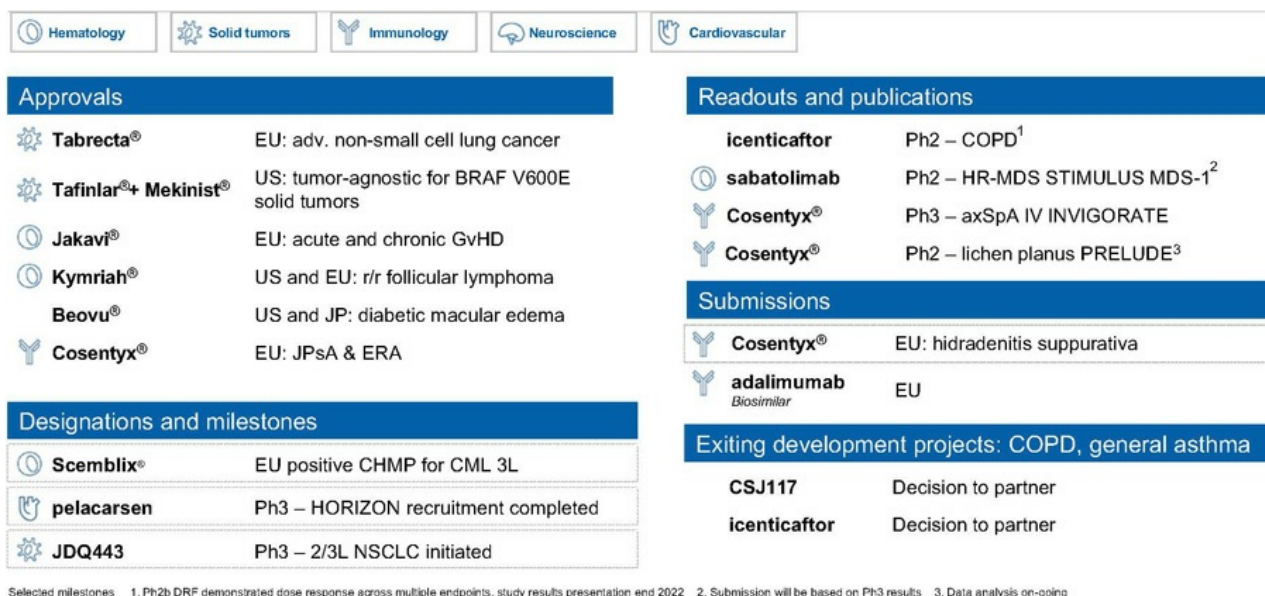 Hematology
Solid tumors
Immunology
Neuroscience
Cardiovascular
Approvals
Tabrecta® EU: adv. non-small cell lung cancer
Tafinlar®+ Mekinist® US: tumor-agnostic for BRAF V600E
solid tumors
Jakavi® EU: acute and chronic GvHD
Kymriah® US and EU: r/r follicular lymphoma
Beovu® US and JP: diabetic macular edema
Cosentyx® EU: JPsA & ERA
Designations and milestones
Scemblix® EU positive CHMP for CML 3L
pelacarsen Ph3 – HORIZON recruitment completed
JDQ443 Ph3 – 2/3L NSCLC initiated
Readouts and publications
icenticaftor Ph2 – COPD1
sabatolimab Ph2 – HR-MDS STIMULUS MDS-12
Cosentyx® Ph3 – axSpA IV INVIGORATE
Cosentyx® Ph2 – lichen planus PRELUDE3
Submissions
Cosentyx® EU: hidradenitis suppurativa
adalimumab EU
Biosimilar
Exiting development projects: COPD, general asthma
CSJ117 Decision to partner
icenticaftor Decision to partner
Selected milestones 1. Ph2b DRF demonstrated dose response across multiple endpoints, study results presentation end 2022 2. Submission will be based on Ph3 results 3. Data analysis on-going